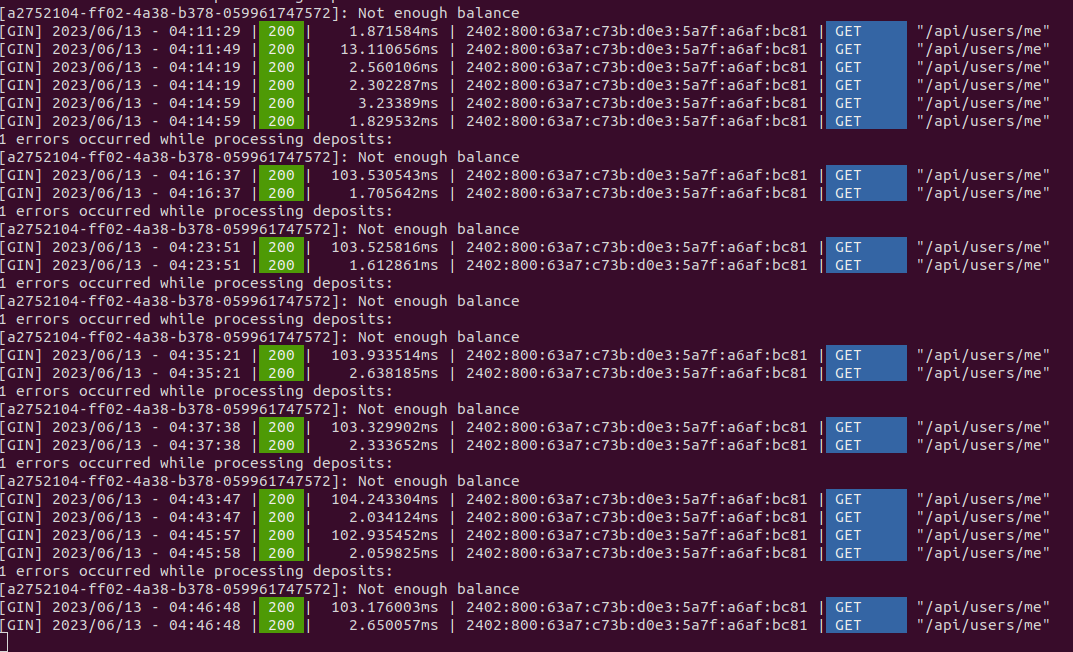 [a2752104-ff02-4a38-b378-059961747572]: Not enough balance
[GIN] 2023/06/13 - 04:11:29 | 200 |    1.871584ms | 2402:800:63a7:c73b:d0e3:5a7f:a6af:bc81 | GET      "/api/users/me"
[GIN] 2023/06/13 - 04:11:49 | 200 |   13.110656ms | 2402:800:63a7:c73b:d0e3:5a7f:a6af:bc81 | GET      "/api/users/me"
[GIN] 2023/06/13 - 04:14:19 | 200 |    2.560106ms | 2402:800:63a7:c73b:d0e3:5a7f:a6af:bc81 | GET      "/api/users/me"
[GIN] 2023/06/13 - 04:14:19 | 200 |    2.302287ms | 2402:800:63a7:c73b:d0e3:5a7f:a6af:bc81 | GET      "/api/users/me"
[GIN] 2023/06/13 - 04:14:59 | 200 |     3.23389ms | 2402:800:63a7:c73b:d0e3:5a7f:a6af:bc81 | GET      "/api/users/me"
[GIN] 2023/06/13 - 04:14:59 | 200 |    1.829532ms | 2402:800:63a7:c73b:d0e3:5a7f:a6af:bc81 | GET      "/api/users/me"
1 errors occurred while processing deposits:
[a2752104-ff02-4a38-b378-059961747572]: Not enough balance
[GIN] 2023/06/13 - 04:16:37 | 200 |  103.530543ms | 2402:800:63a7:c73b:d0e3:5a7f:a6af:bc81 | GET      "/api/users/me"
[GIN] 2023/06/13 - 04:16:37 | 200 |    1.705642ms | 2402:800:63a7:c73b:d0e3:5a7f:a6af:bc81 | GET      "/api/users/me"
1 errors occurred while processing deposits:
[a2752104-ff02-4a38-b378-059961747572]: Not enough balance
[GIN] 2023/06/13 - 04:23:51 | 200 |  103.525816ms | 2402:800:63a7:c73b:d0e3:5a7f:a6af:bc81 | GET      "/api/users/me"
[GIN] 2023/06/13 - 04:23:51 | 200 |    1.612861ms | 2402:800:63a7:c73b:d0e3:5a7f:a6af:bc81 | GET      "/api/users/me"
1 errors occurred while processing deposits:
[a2752104-ff02-4a38-b378-059961747572]: Not enough balance
1 errors occurred while processing deposits:
[a2752104-ff02-4a38-b378-059961747572]: Not enough balance
[GIN] 2023/06/13 - 04:35:21 | 200 |  103.933514ms | 2402:800:63a7:c73b:d0e3:5a7f:a6af:bc81 | GET      "/api/users/me"
[GIN] 2023/06/13 - 04:35:21 | 200 |    2.638185ms | 2402:800:63a7:c73b:d0e3:5a7f:a6af:bc81 | GET      "/api/users/me"
1 errors occurred while processing deposits:
[a2752104-ff02-4a38-b378-059961747572]: Not enough balance
[GIN] 2023/06/13 - 04:37:38 | 200 |  103.329902ms | 2402:800:63a7:c73b:d0e3:5a7f:a6af:bc81 | GET      "/api/users/me"
[GIN] 2023/06/13 - 04:37:38 | 200 |    2.333652ms | 2402:800:63a7:c73b:d0e3:5a7f:a6af:bc81 | GET      "/api/users/me"
1 errors occurred while processing deposits:
[a2752104-ff02-4a38-b378-059961747572]: Not enough balance
[GIN] 2023/06/13 - 04:43:47 | 200 |  104.243304ms | 2402:800:63a7:c73b:d0e3:5a7f:a6af:bc81 | GET      "/api/users/me"
[GIN] 2023/06/13 - 04:43:47 | 200 |    2.034124ms | 2402:800:63a7:c73b:d0e3:5a7f:a6af:bc81 | GET      "/api/users/me"
[GIN] 2023/06/13 - 04:45:57 | 200 |  102.935452ms | 2402:800:63a7:c73b:d0e3:5a7f:a6af:bc81 | GET      "/api/users/me"
[GIN] 2023/06/13 - 04:45:58 | 200 |    2.059825ms | 2402:800:63a7:c73b:d0e3:5a7f:a6af:bc81 | GET      "/api/users/me"
1 errors occurred while processing deposits:
[a2752104-ff02-4a38-b378-059961747572]: Not enough balance
[GIN] 2023/06/13 - 04:46:48 | 200 |  103.176003ms | 2402:800:63a7:c73b:d0e3:5a7f:a6af:bc81 | GET      "/api/users/me"
[GIN] 2023/06/13 - 04:46:48 | 200 |    2.650057ms | 2402:800:63a7:c73b:d0e3:5a7f:a6af:bc81 | GET      "/api/users/me"